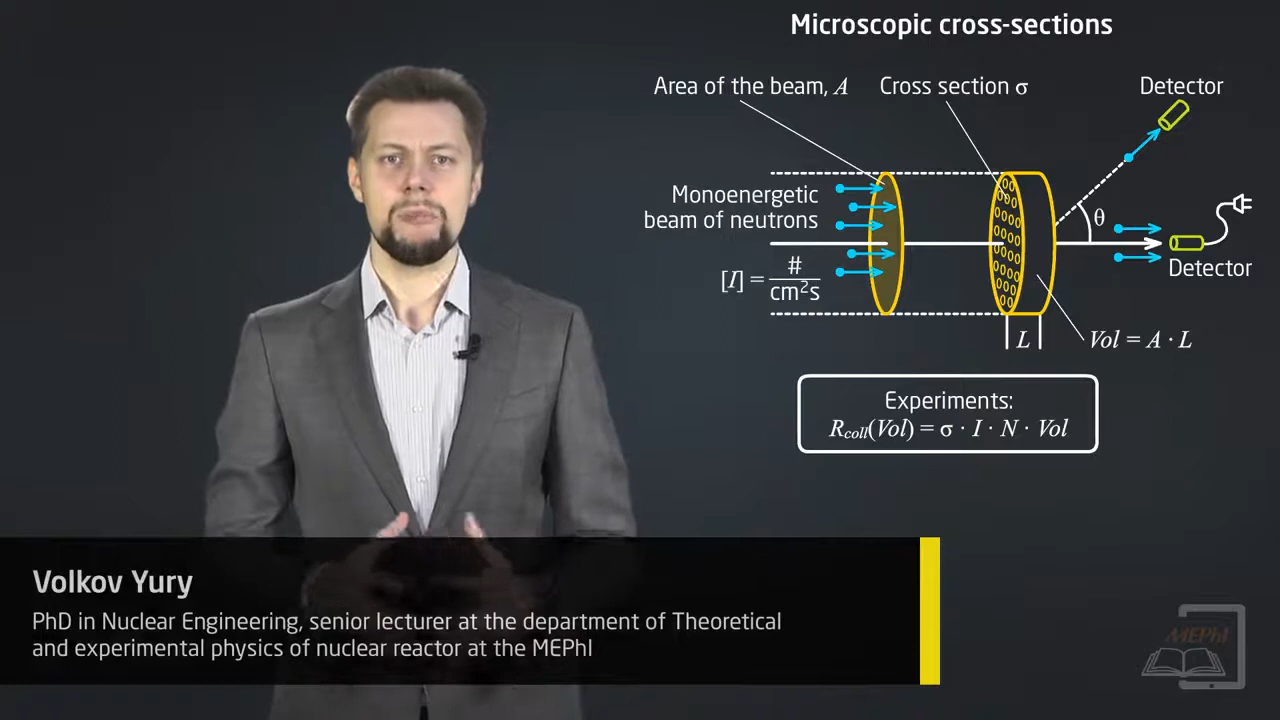 Microscopic cross-sections
Area of the beam, A
Cross section σ
Detector
Monoenergetic
beam of neutrons
θ
[I] = #/cm²s
Detector
L
Vol = A · L
Experiments:
R_coll(Vol) = σ · I · N · Vol
Volkov Yury
PhD in Nuclear Engineering, senior lecturer at the department of Theoretical
and experimental physics of nuclear reactor at the MEPhI
MEPhI